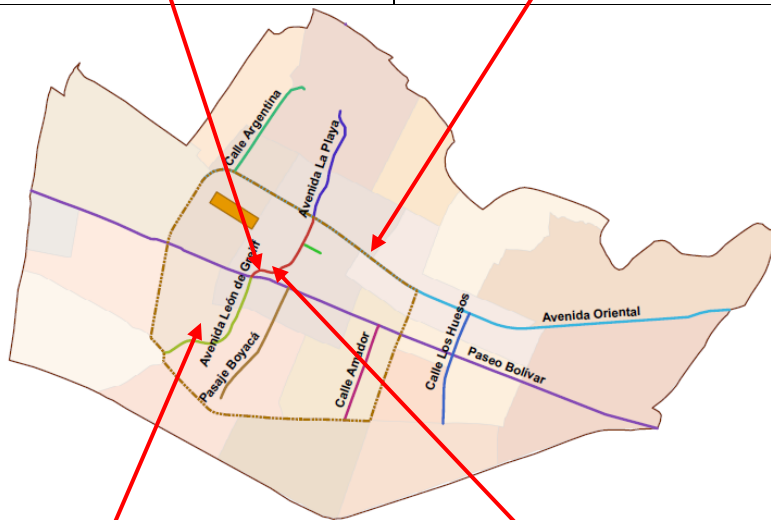 Calle Argentina
Avenida La Playa
Avenida León de Greiff
Avenida Oriental
Calle Los Huesos
Paseo Bolívar
Pasaje Boyacá
Calle Amador